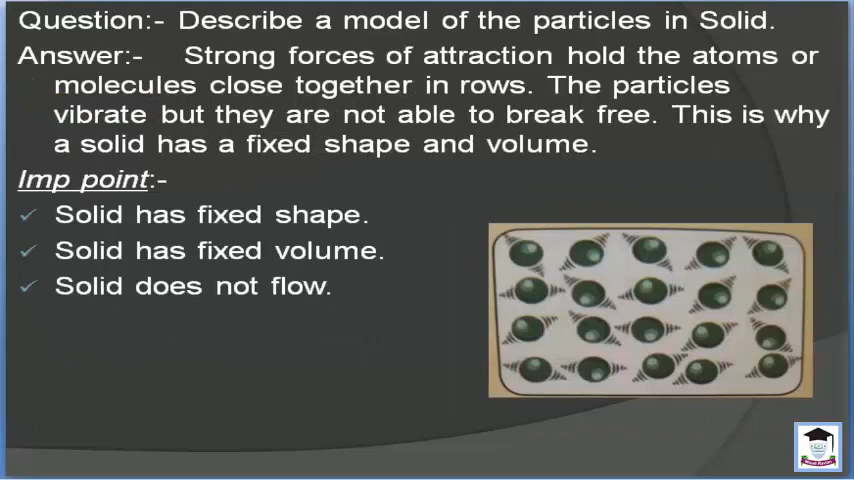 Question:- Describe a model of the particles in Solid.
Answer:- Strong forces of attraction hold the atoms or
molecules close together in rows. The particles
vibrate but they are not able to break free. This is why
a solid has a fixed shape and volume.
Imp point:-
Solid has fixed shape.
Solid has fixed volume.
Solid does not flow.